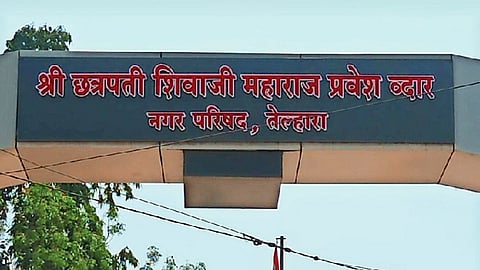 श्री छत्रपती शिवाजी महाराज प्रवेश व्दार
नगर परिषद, तेल्हारा